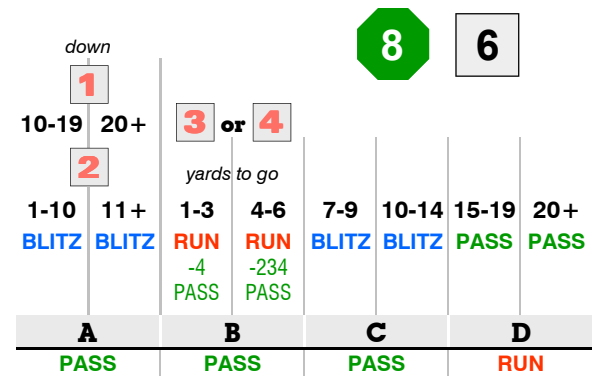 8 6
down
1
10-19 20+ 3 or 4
2 yards to go
1-10 11+ 1-3 4-6 7-9 10-14 15-19 20+
BLITZ BLITZ RUN RUN BLITZ BLITZ PASS PASS
-4 -234
PASS PASS
A B C D
PASS PASS PASS RUN